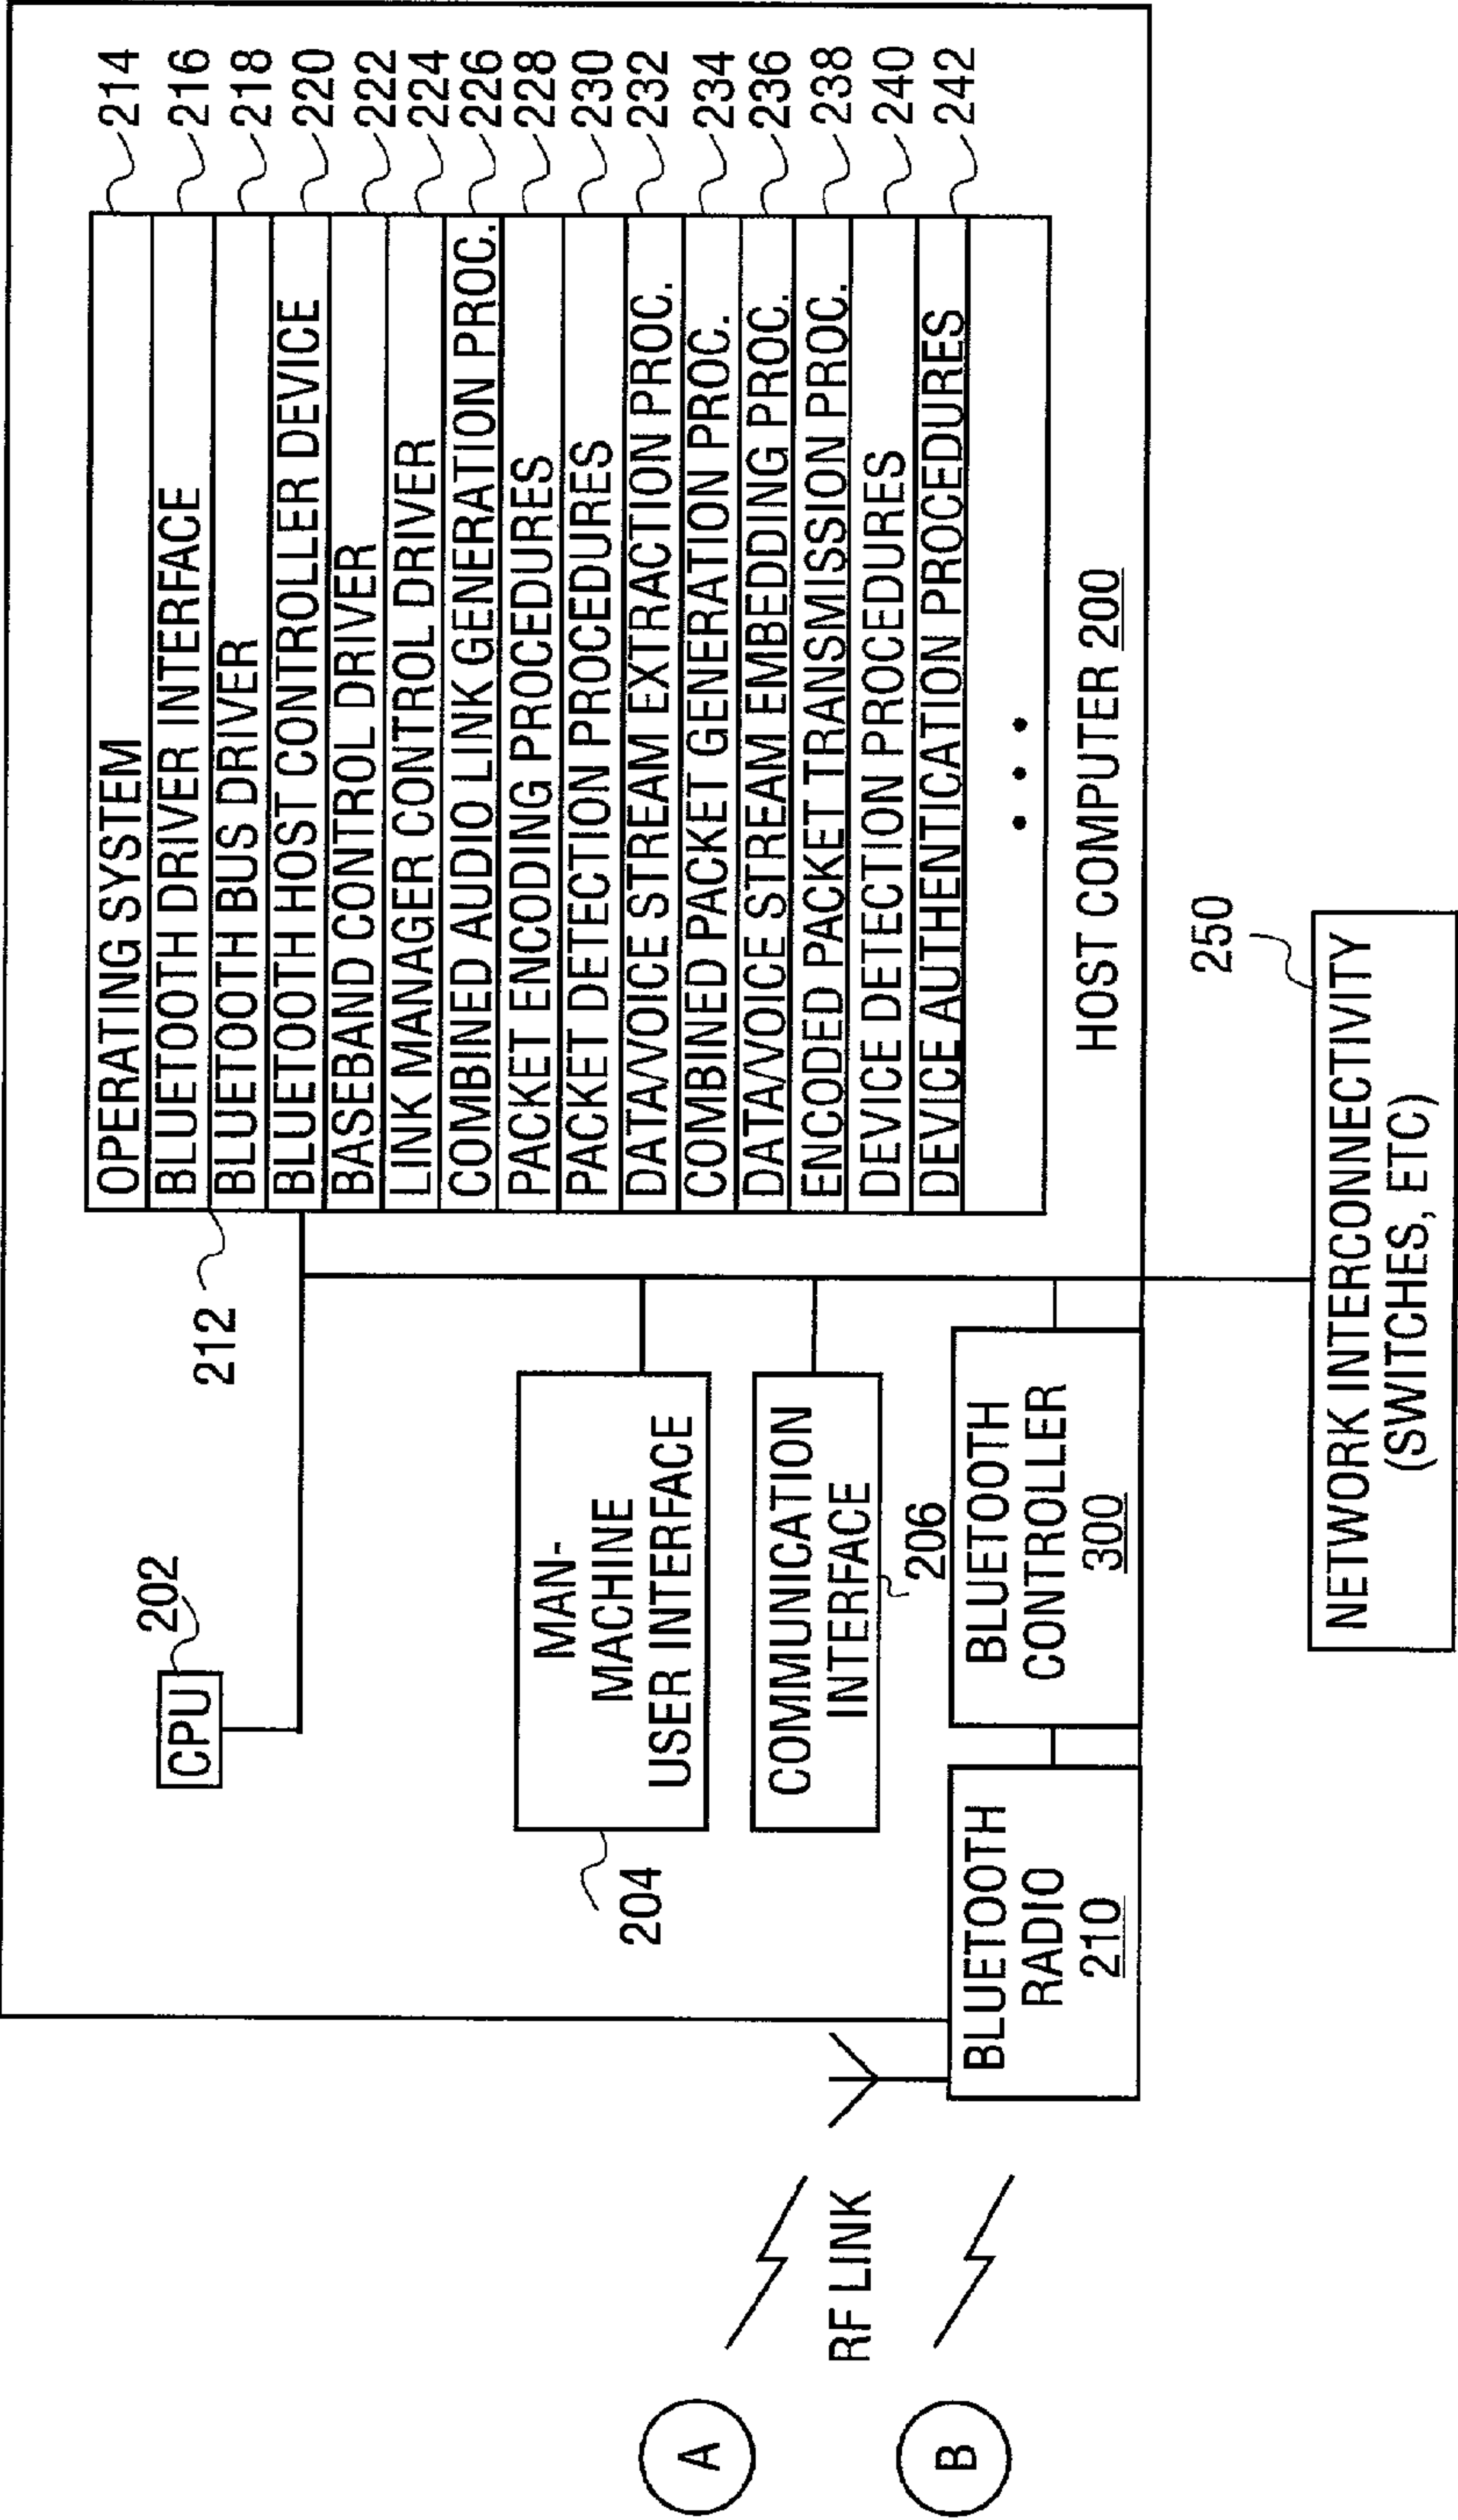 214
216
218
220
222
224
226
228
230
232
234
236
238
240
242
OPERATING SYSTEM
BLUETOOTH DRIVER INTERFACE
BLUETOOTH BUS DRIVER
BLUETOOTH HOST CONTROLLER DEVICE
BASEBAND CONTROL DRIVER
LINK MANAGER CONTROL DRIVER
COMBINED AUDIO LINK GENERATION PROC.
PACKET ENCODING PROCEDURES
PACKET DETECTION PROCEDURES
DATA/VOICE STREAM EXTRACTION PROC.
COMBINED PACKET GENERATION PROC.
DATA/VOICE STREAM EMBEDDING PROC.
ENCODED PACKET TRANSMISSION PROC.
DEVICE DETECTION PROCEDURES
DEVICE AUTHENTICATION PROCEDURES
• • •
HOST COMPUTER 200
212
202
CPU
MAN-
MACHINE
USER INTERFACE
204
COMMUNICATION
INTERFACE
206
BLUETOOTH
CONTROLLER
300
BLUETOOTH
RADIO
210
250
NETWORK INTERCONNECTIVITY
(SWITCHES, ETC)
RF LINK
A
B